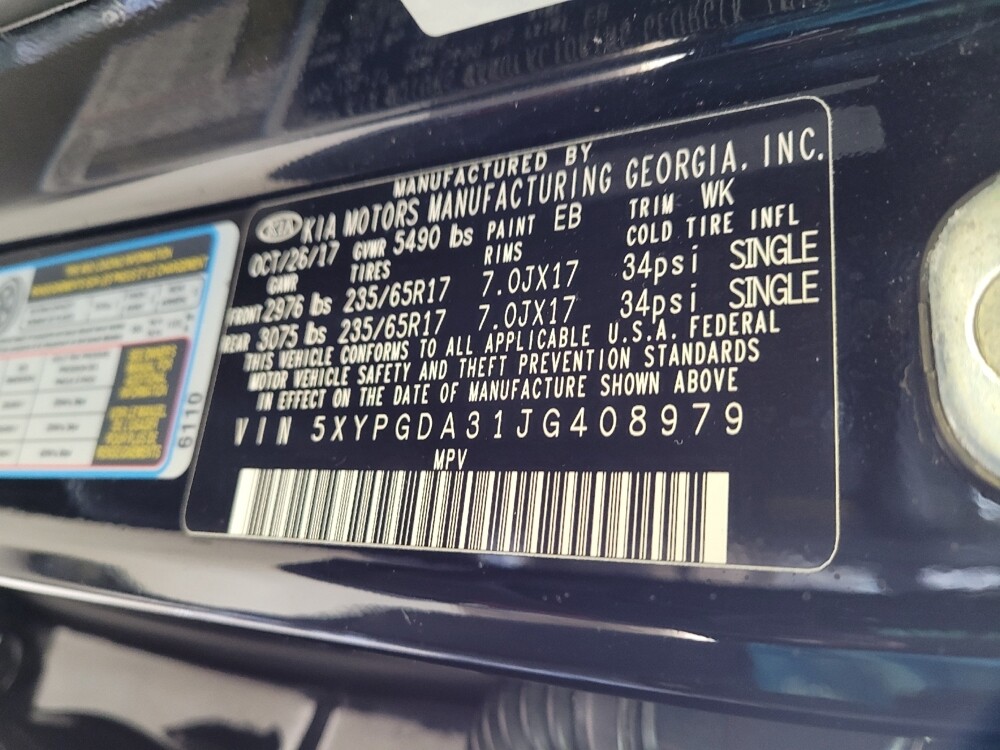 MANUFACTURED BY
KIA KIA MOTORS MANUFACTURING GEORGIA, INC.
OCT/26/17 GVWR 5490 lbs PAINT EB TRIM WK
GAWR TIRES RIMS COLD TIRE INFL
FRONT 2976 lbs 235/65R17 7.0JX17 34psi SINGLE
REAR 3075 lbs 235/65R17 7.0JX17 34psi SINGLE
THIS VEHICLE CONFORMS TO ALL APPLICABLE U.S.A. FEDERAL
MOTOR VEHICLE SAFETY AND THEFT PREVENTION STANDARDS
IN EFFECT ON THE DATE OF MANUFACTURE SHOWN ABOVE
VIN 5XYPGDA31JG408979
MPV
6110